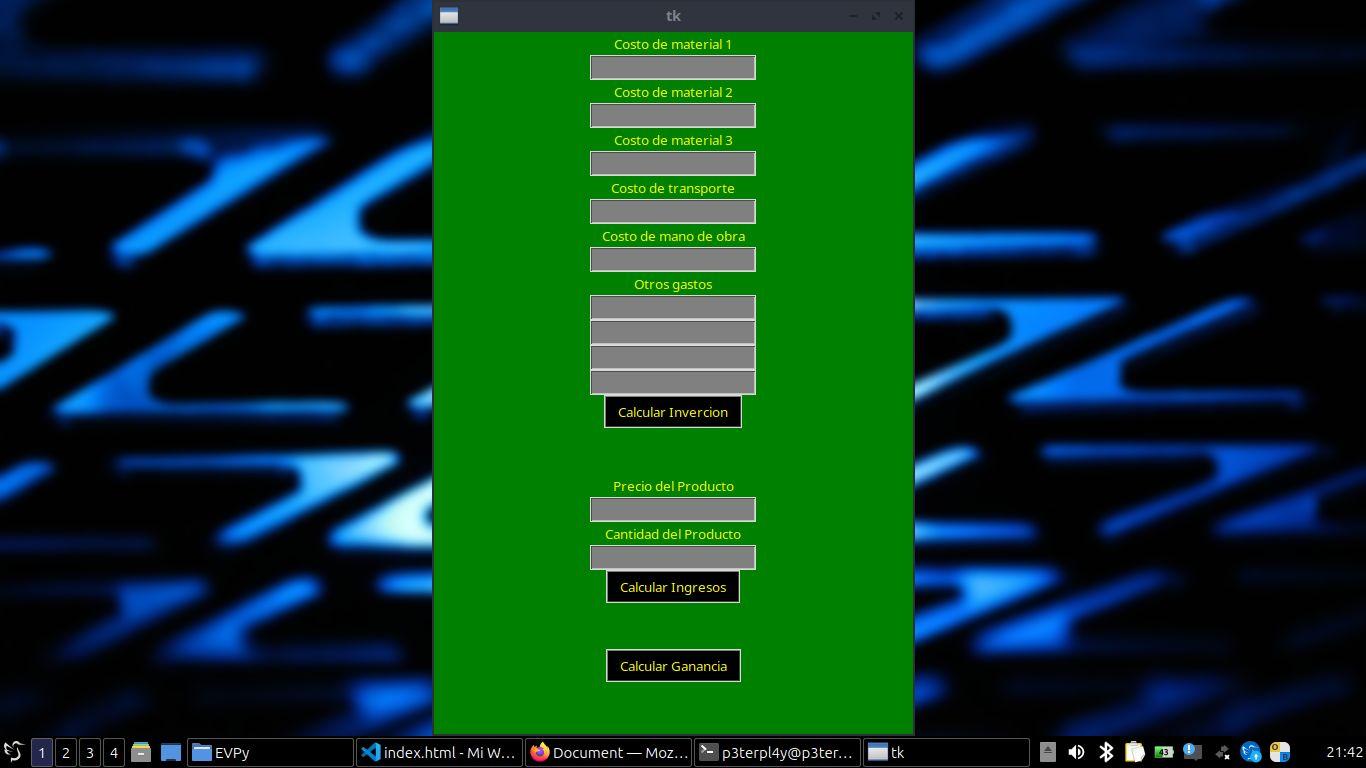 tk
Costo de material 1
Costo de material 2
Costo de material 3
Costo de transporte
Costo de mano de obra
Otros gastos
Calcular Invercion
Precio del Producto
Cantidad del Producto
Calcular Ingresos
Calcular Ganancia
1 2 3 4 EVPy index.html - Mi W... Document — Moz... p3terpl4y@p3ter... tk 43 21:42